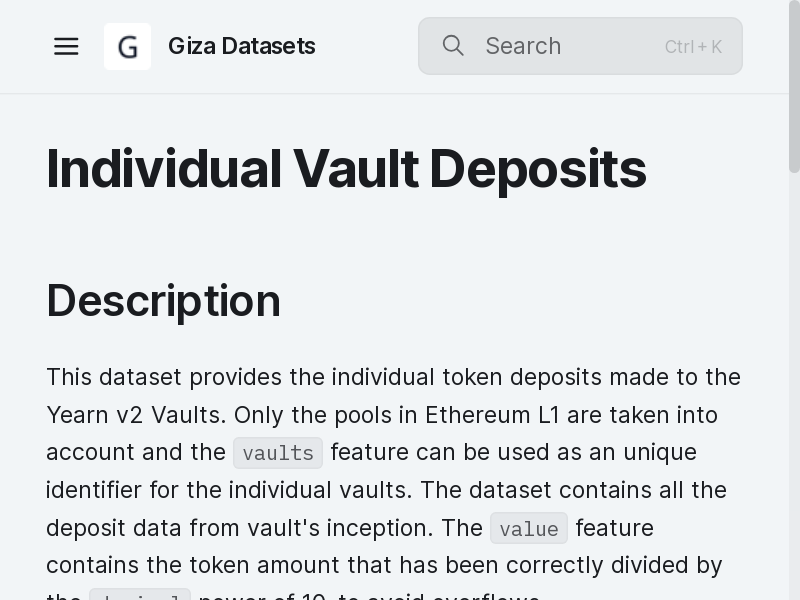 G Giza Datasets
Search Ctrl + K
Individual Vault Deposits
Description
This dataset provides the individual token deposits made to the
Yearn v2 Vaults. Only the pools in Ethereum L1 are taken into
account and the vaults feature can be used as an unique
identifier for the individual vaults. The dataset contains all the
deposit data from vault's inception. The value feature
contains the token amount that has been correctly divided by
the decimal power of 10, to avoid overflows.